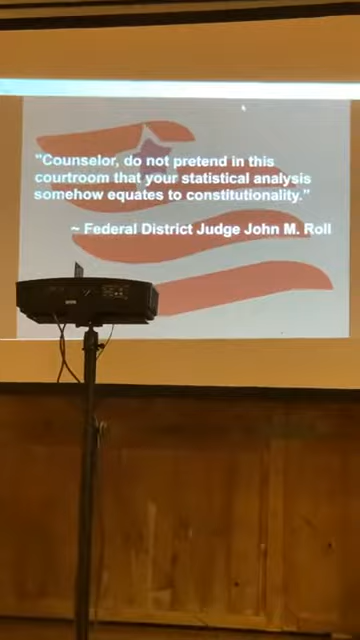 "Counselor, do not pretend in this
courtroom that your statistical analysis
somehow equates to constitutionality."
~ Federal District Judge John M. Roll